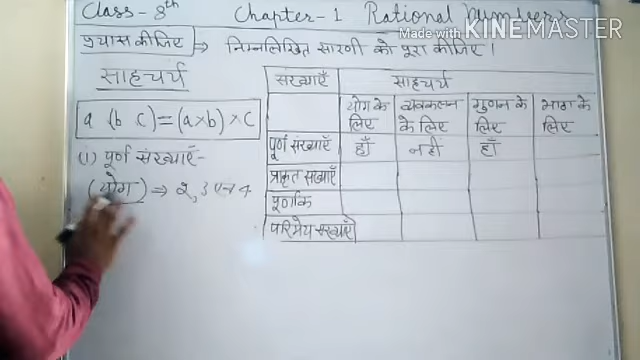 Class-8th Chapter-1 Rational Numbers
Made with KINEMASTER
प्रयास कीजिए ⇒ निम्नलिखित सारणी को पूरा कीजिए।
साहचर्य
a (b c) = (a×b)×c
(1) पूर्ण संख्याएँ-
(योग) ⇒ 2, 3 4
संख्याएँ साहचर्य
योग के लिए व्यवकलन के लिए गुणन के लिए भाग के लिए
पूर्ण संख्याएँ हाँ नहीं हाँ
प्राकृत संख्याएँ
पूर्णांक
परिमेय संख्याएँ